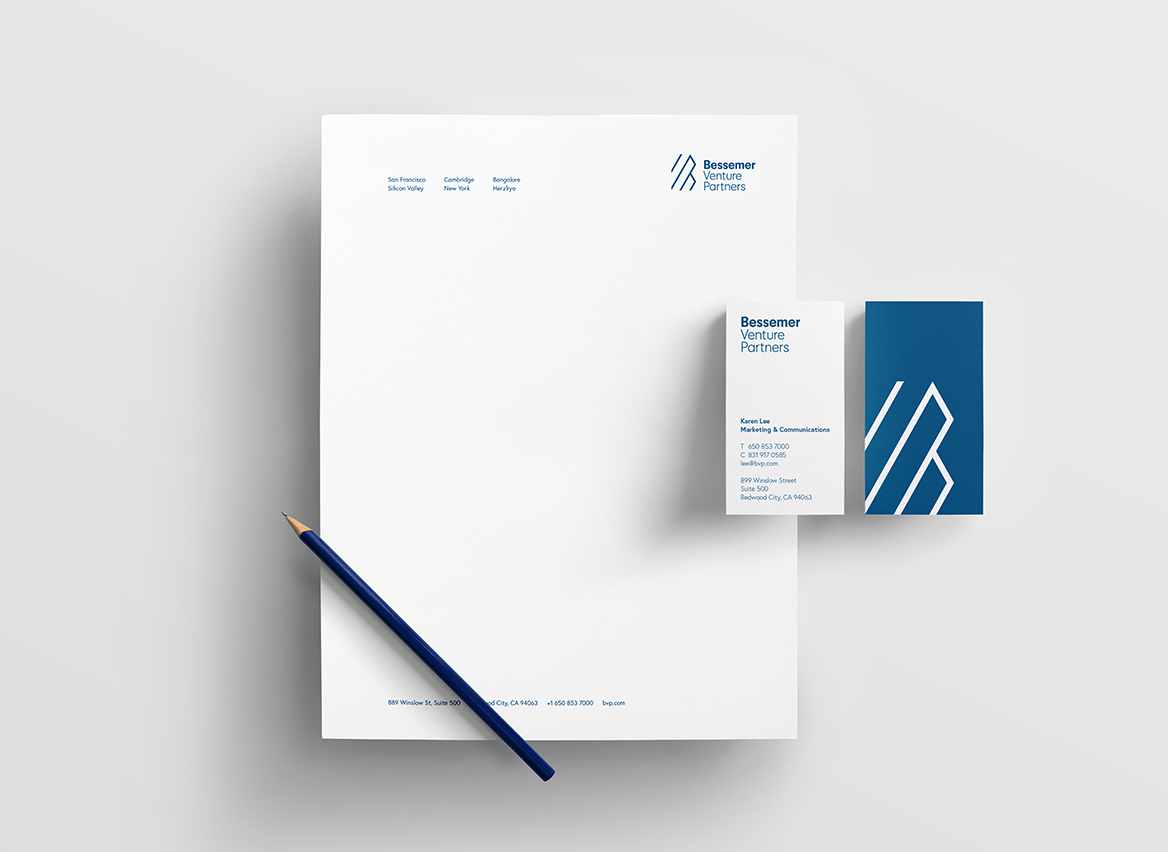 San Francisco Cambridge Bangalore
Silicon Valley New York Herzliya
Bessemer
Venture
Partners
Bessemer
Venture
Partners
Karen Lee
Marketing & Communications
T 650 853 7000
C 831 917 0585
lee@bvp.com
899 Winslow Street
Suite 500
Redwood City, CA 94063
889 Winslow St, Suite 500 City, CA 94063 +1 650 853 7000 bvp.com